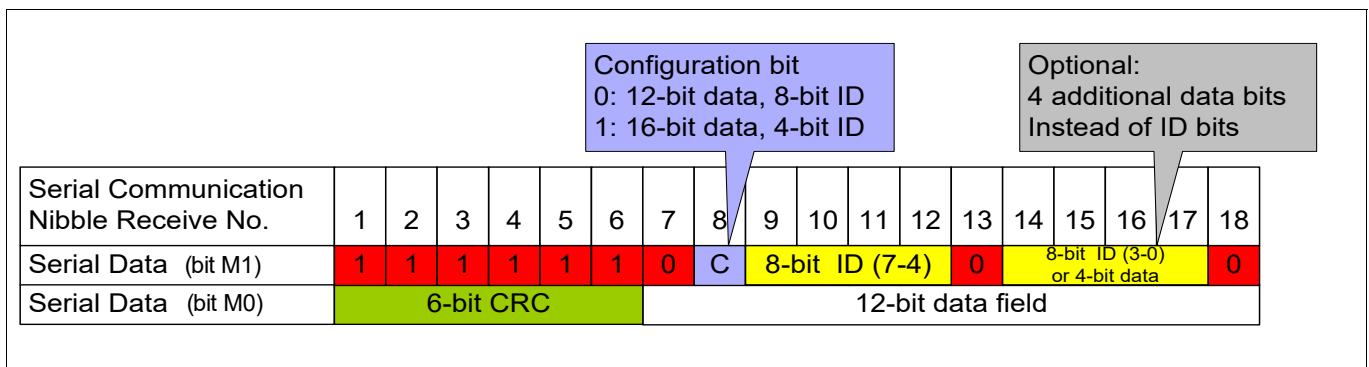 Configuration bit
0: 12-bit data, 8-bit ID
1: 16-bit data, 4-bit ID
Optional:
4 additional data bits
Instead of ID bits
Serial Communication
Nibble Receive No. 1 2 3 4 5 6 7 8 9 10 11 12 13 14 15 16 17 18
Serial Data (bit M1) 1 1 1 1 1 1 0 C 8-bit ID (7-4) 0 8-bit ID (3-0) 0
or 4-bit data
Serial Data (bit M0) 6-bit CRC 12-bit data field